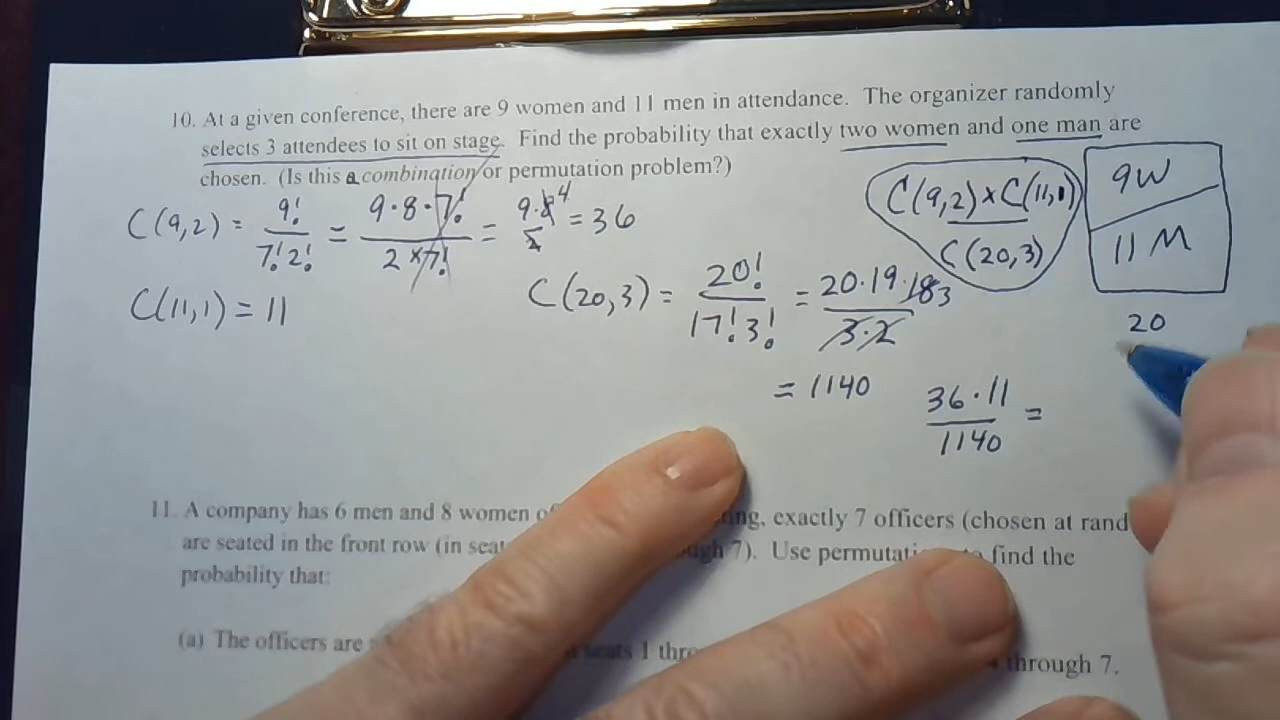 10. At a given conference, there are 9 women and 11 men in attendance. The organizer randomly
selects 3 attendees to sit on stage. Find the probability that exactly two women and one man are
chosen. (Is this a combination or permutation problem?)
C(9,2) = 9!/7!2! = 9·8·7!/2×7! = 9·8 4/2 = 36
C(9,2)×C(11,1)/C(20,3)
9W
11M
20
C(11,1) = 11
C(20,3) = 20!/17!3! = 20·19·18 3/3·2
= 1140
36·11/1140 =
11. A company has 6 men and 8 women exactly 7 officers (chosen at rand
are seated in the front row (in 7). Use find the
probability that:
(a) The officers are seats 1 through 7.